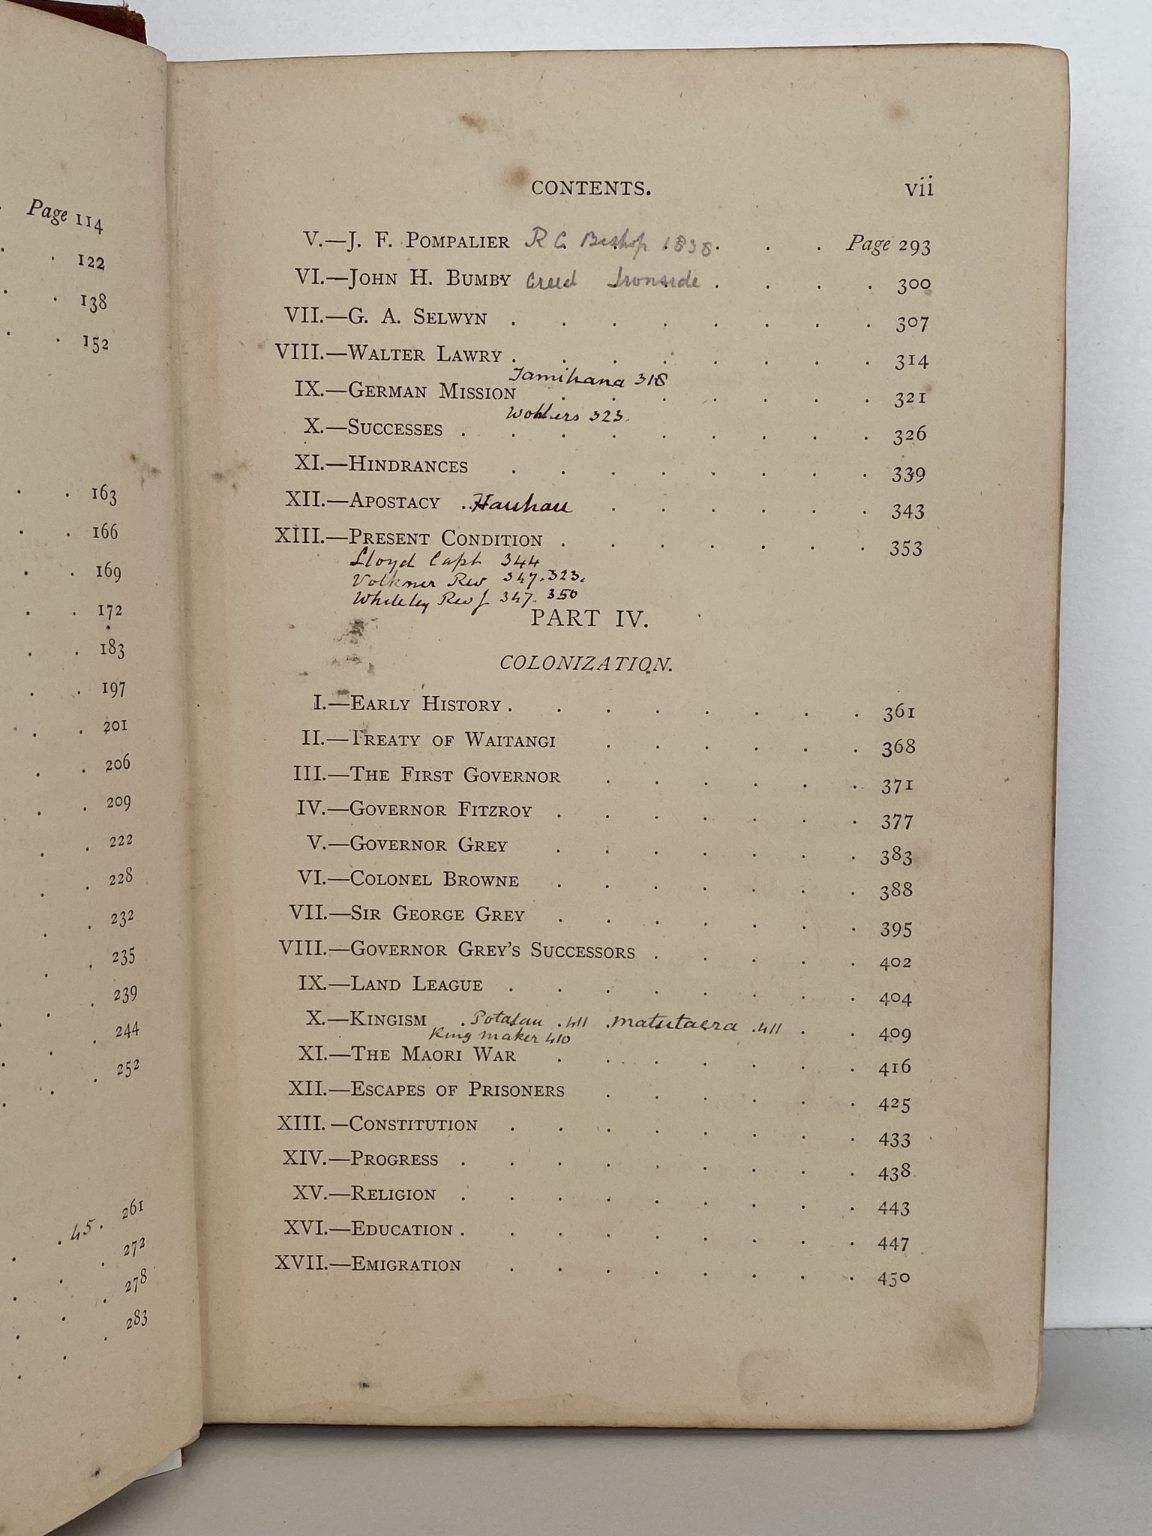 Page 114
122
138
152
163
166
169
172
183
197
201
206
209
222
228
232
235
239
244
252
45. 261
272
278
283
CONTENTS. vii
V.—J. F. POMPALIER R C Bishop 1838 . . . Page 293
VI.—JOHN H. BUMBY Creed Ironside . . . . 300
VII.—G. A. SELWYN . . . . . . . . 307
VIII.—WALTER LAWRY . . . . . . . . 314
Tamihana 318
IX.—GERMAN MISSION . . . . . . . 321
Wohlers 323.
X.—SUCCESSES . . . . . . . . . 326
XI.—HINDRANCES . . . . . . . . 339
XII.—APOSTACY . . Hauhau . . . . . . 343
XIII.—PRESENT CONDITION . . . . . . . 353
Lloyd Capt 344
Volkner Rev 347.323.
Whiteley Rev J 347. 350
PART IV.
COLONIZATION.
I.—EARLY HISTORY . . . . . . . . 361
II.—TREATY OF WAITANGI . . . . . . 368
III.—THE FIRST GOVERNOR . . . . . . 371
IV.—GOVERNOR FITZROY . . . . . . . 377
V.—GOVERNOR GREY . . . . . . . 383
VI.—COLONEL BROWNE . . . . . . . 388
VII.—SIR GEORGE GREY . . . . . . . 395
VIII.—GOVERNOR GREY'S SUCCESSORS . . . . . 402
IX.—LAND LEAGUE . . . . . . . . 404
X.—KINGISM . Potatau . 411 . Matutaera . 411 . . 409
King maker 410
XI.—THE MAORI WAR . . . . . . . 416
XII.—ESCAPES OF PRISONERS . . . . . . 425
XIII.—CONSTITUTION . . . . . . . . 433
XIV.—PROGRESS . . . . . . . . . 438
XV.—RELIGION . . . . . . . . . 443
XVI.—EDUCATION . . . . . . . . . 447
XVII.—EMIGRATION . . . . . . . . 450